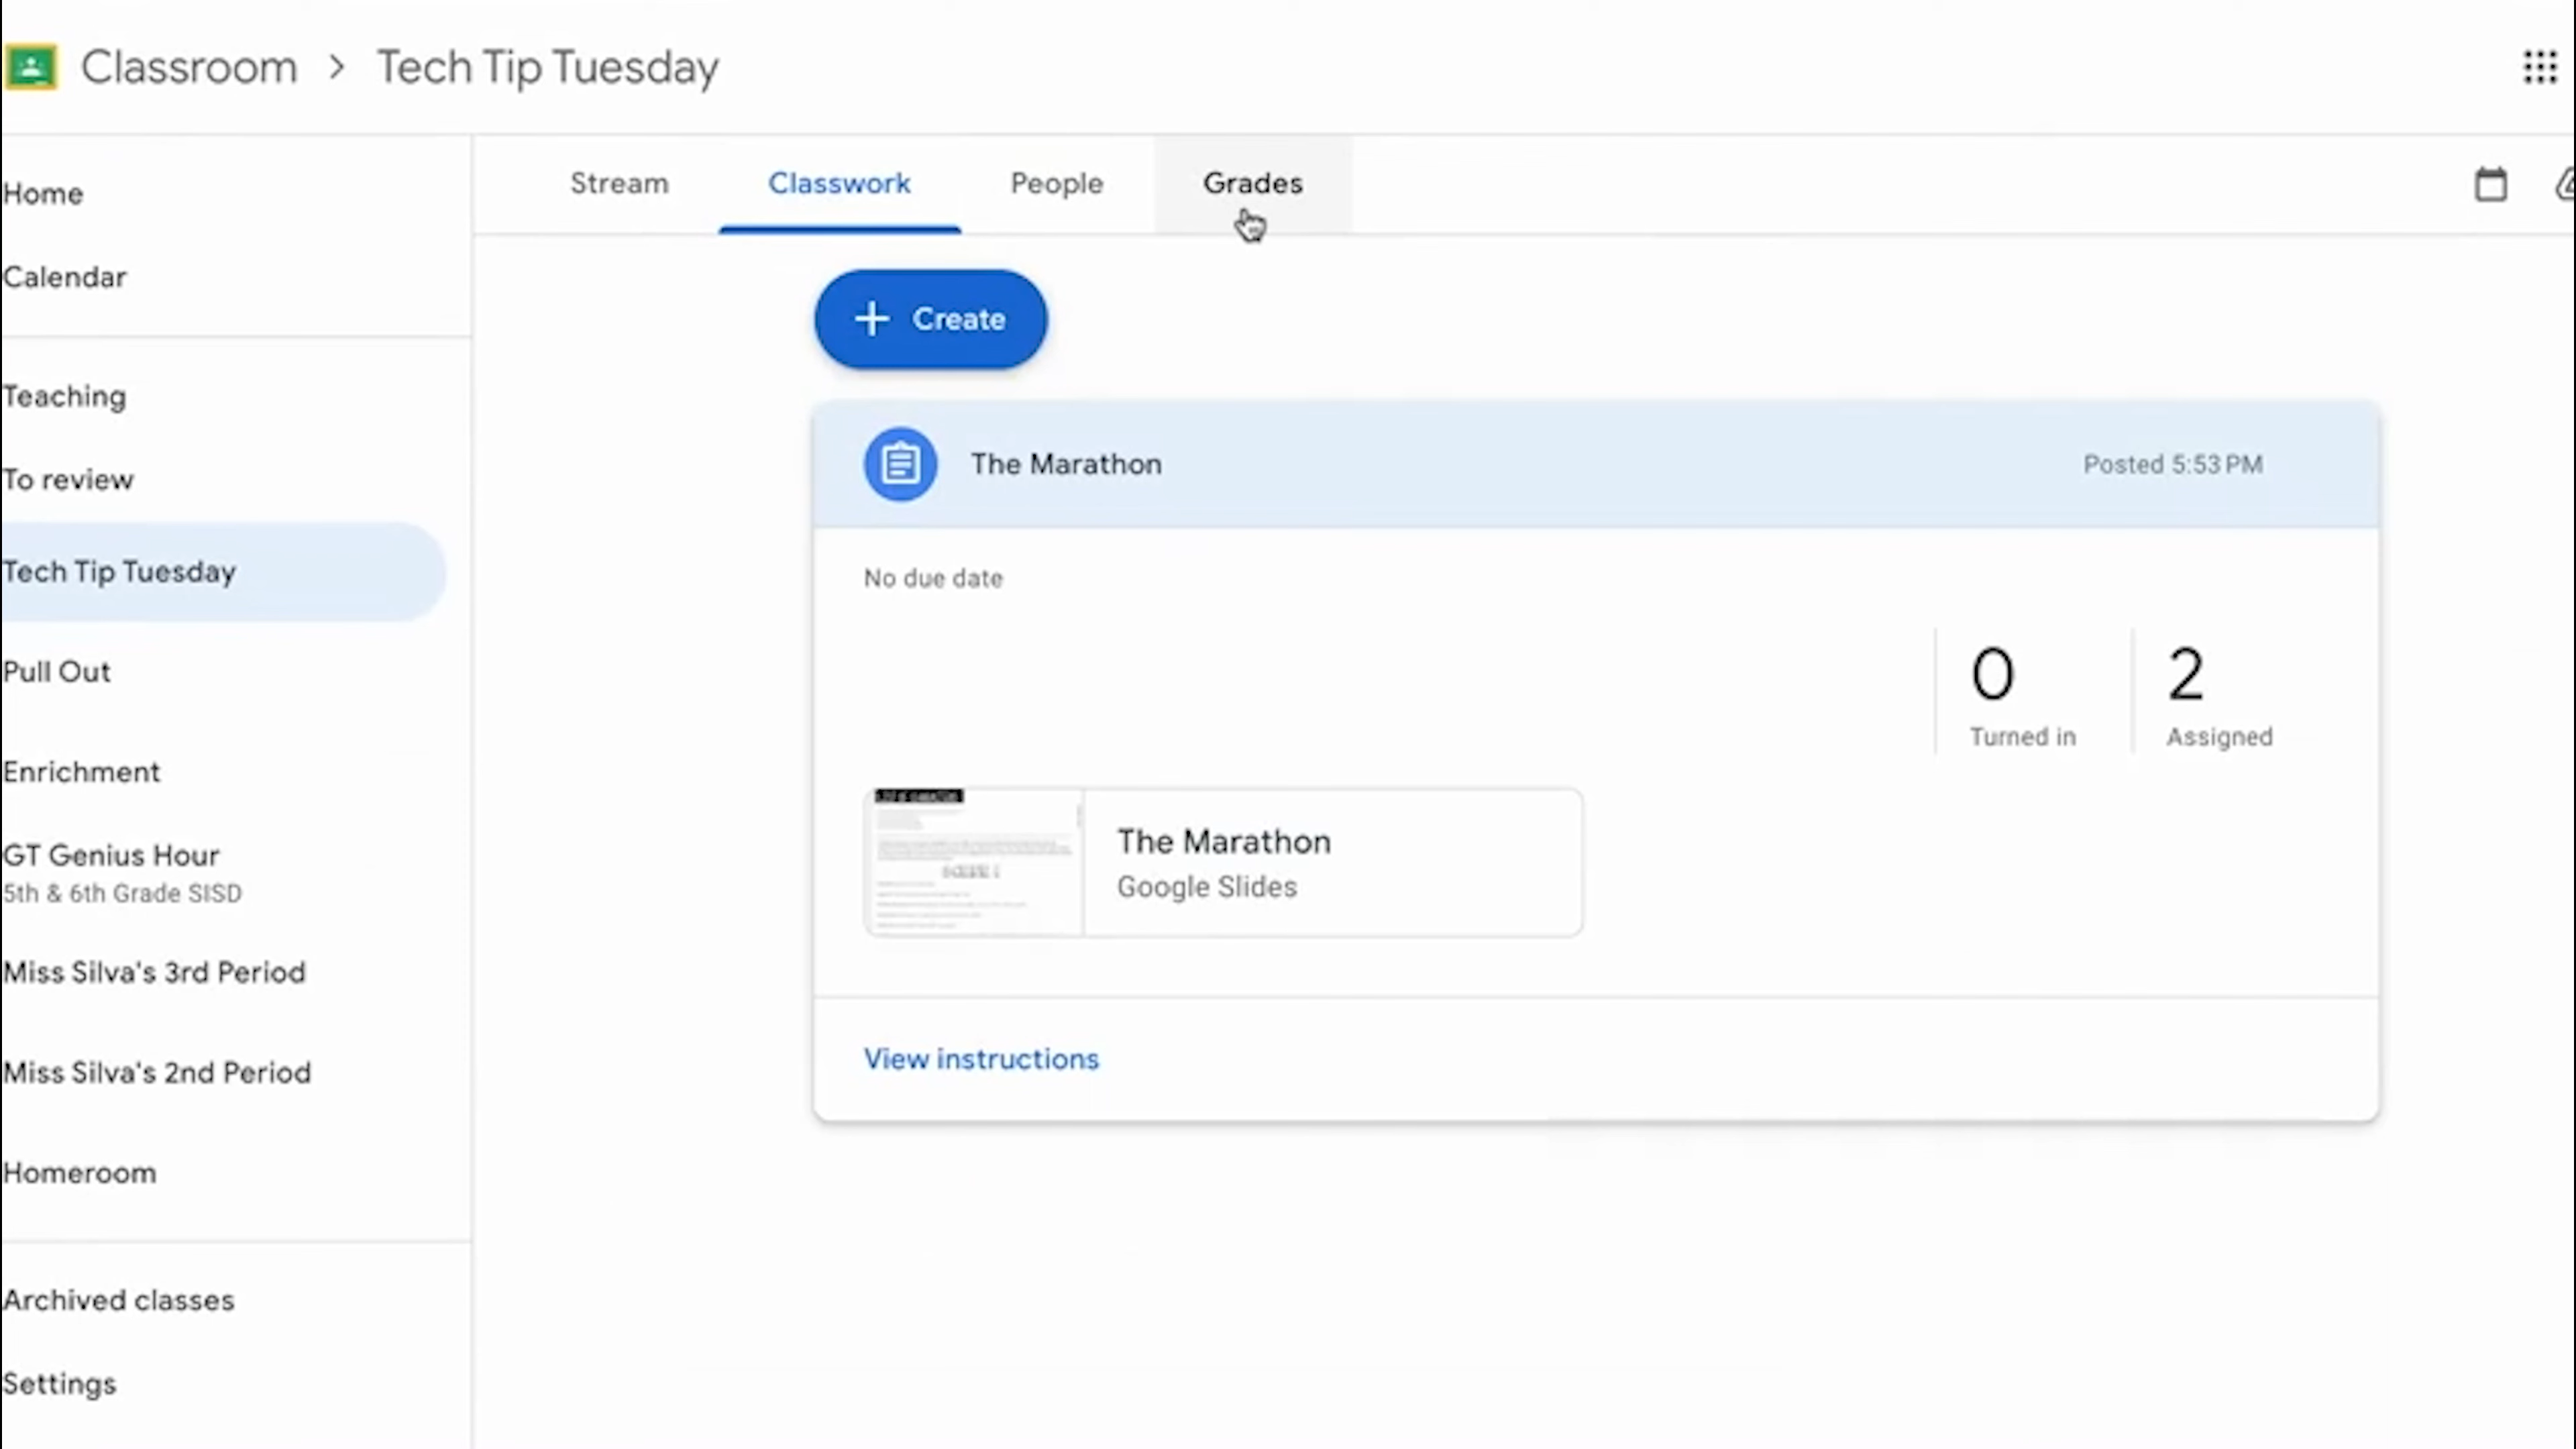 Classroom > Tech Tip Tuesday
Home
Calendar
Teaching
To review
Tech Tip Tuesday
Pull Out
Enrichment
GT Genius Hour
5th & 6th Grade SISD
Miss Silva's 3rd Period
Miss Silva's 2nd Period
Homeroom
Archived classes
Settings
Stream Classwork People Grades
+ Create
The Marathon Posted 5:53 PM
No due date
0 2
Turned in Assigned
The Marathon
Google Slides
View instructions